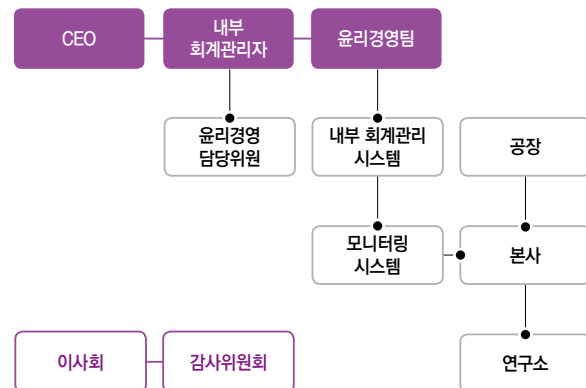 CEO
내부
회계관리자
윤리경영팀
윤리경영
담당위원
내부 회계관리
시스템
공장
모니터링
시스템
본사
이사회
감사위원회
연구소